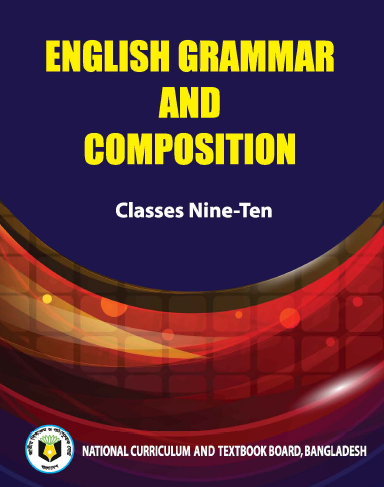 ENGLISH GRAMMAR
AND
COMPOSITION
Classes Nine-Ten
NATIONAL CURRICULUM AND TEXTBOOK BOARD, BANGLADESH